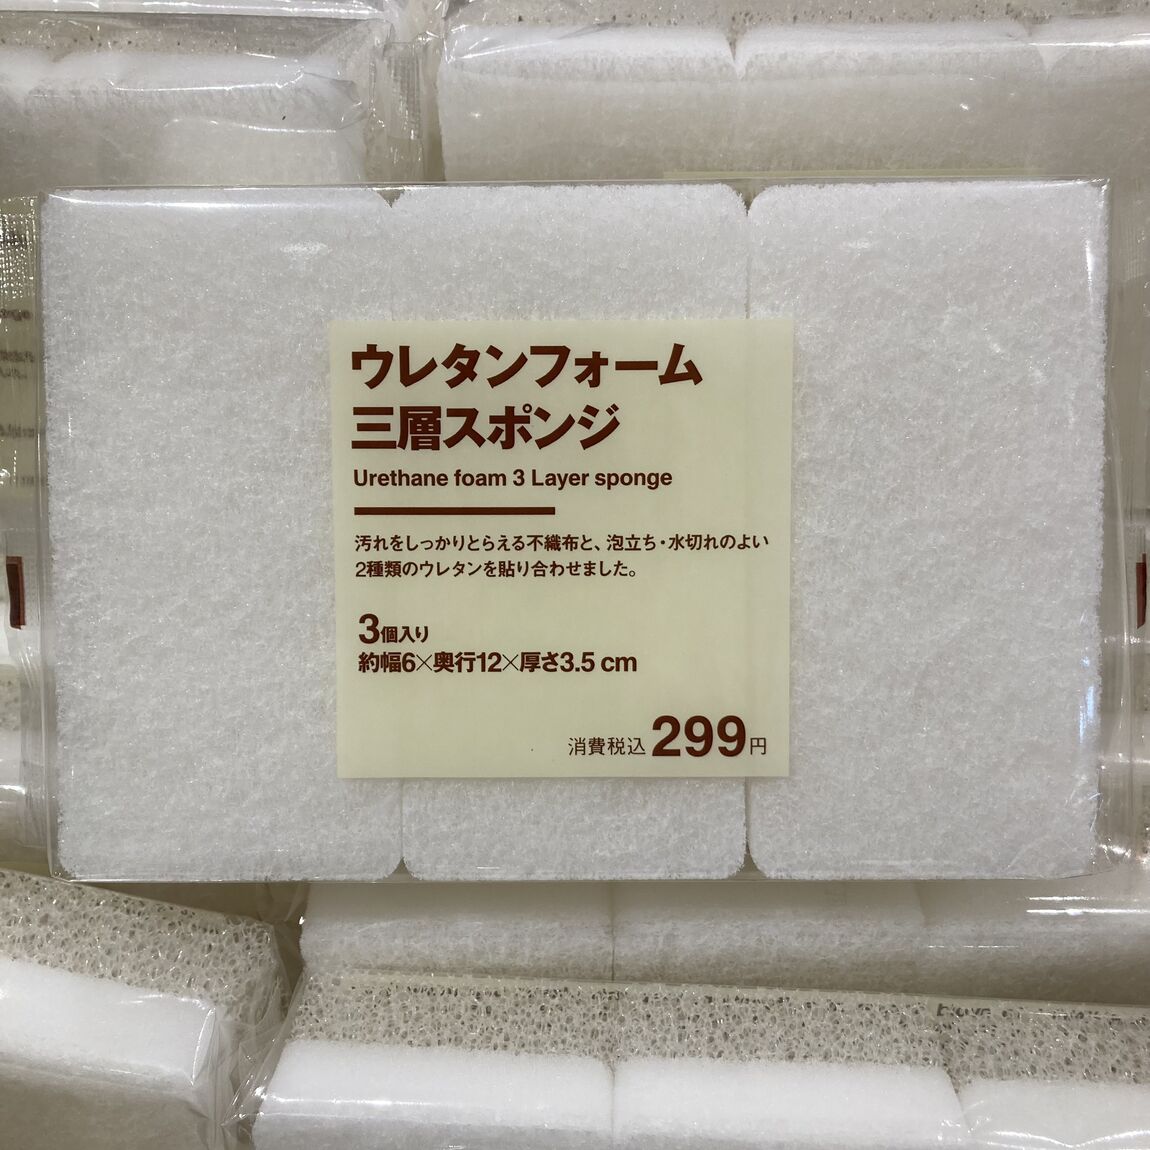 ウレタンフォーム
三層スポンジ
Urethane foam 3 Layer sponge
汚れをしっかりとらえる不織布と、泡立ち・水切れのよい
2種類のウレタンを貼り合わせました。
3個入り
約幅6×奥行12×厚さ3.5 cm
消費税込299円